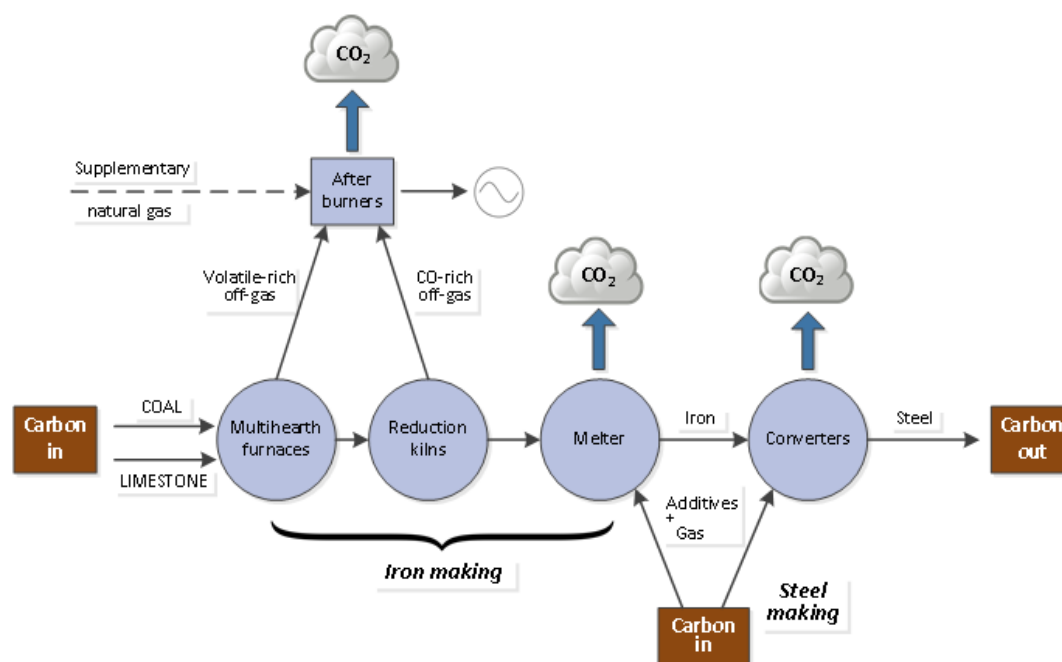 CO₂
Supplementary
natural gas
After
burners
Volatile-rich
off-gas
CO-rich
off-gas
CO₂
CO₂
Carbon
in
COAL
LIMESTONE
Multihearth
furnaces
Reduction
kilns
Melter
Iron
Converters
Steel
Carbon
out
Additives
+
Gas
Iron making
Steel
making
Carbon
in